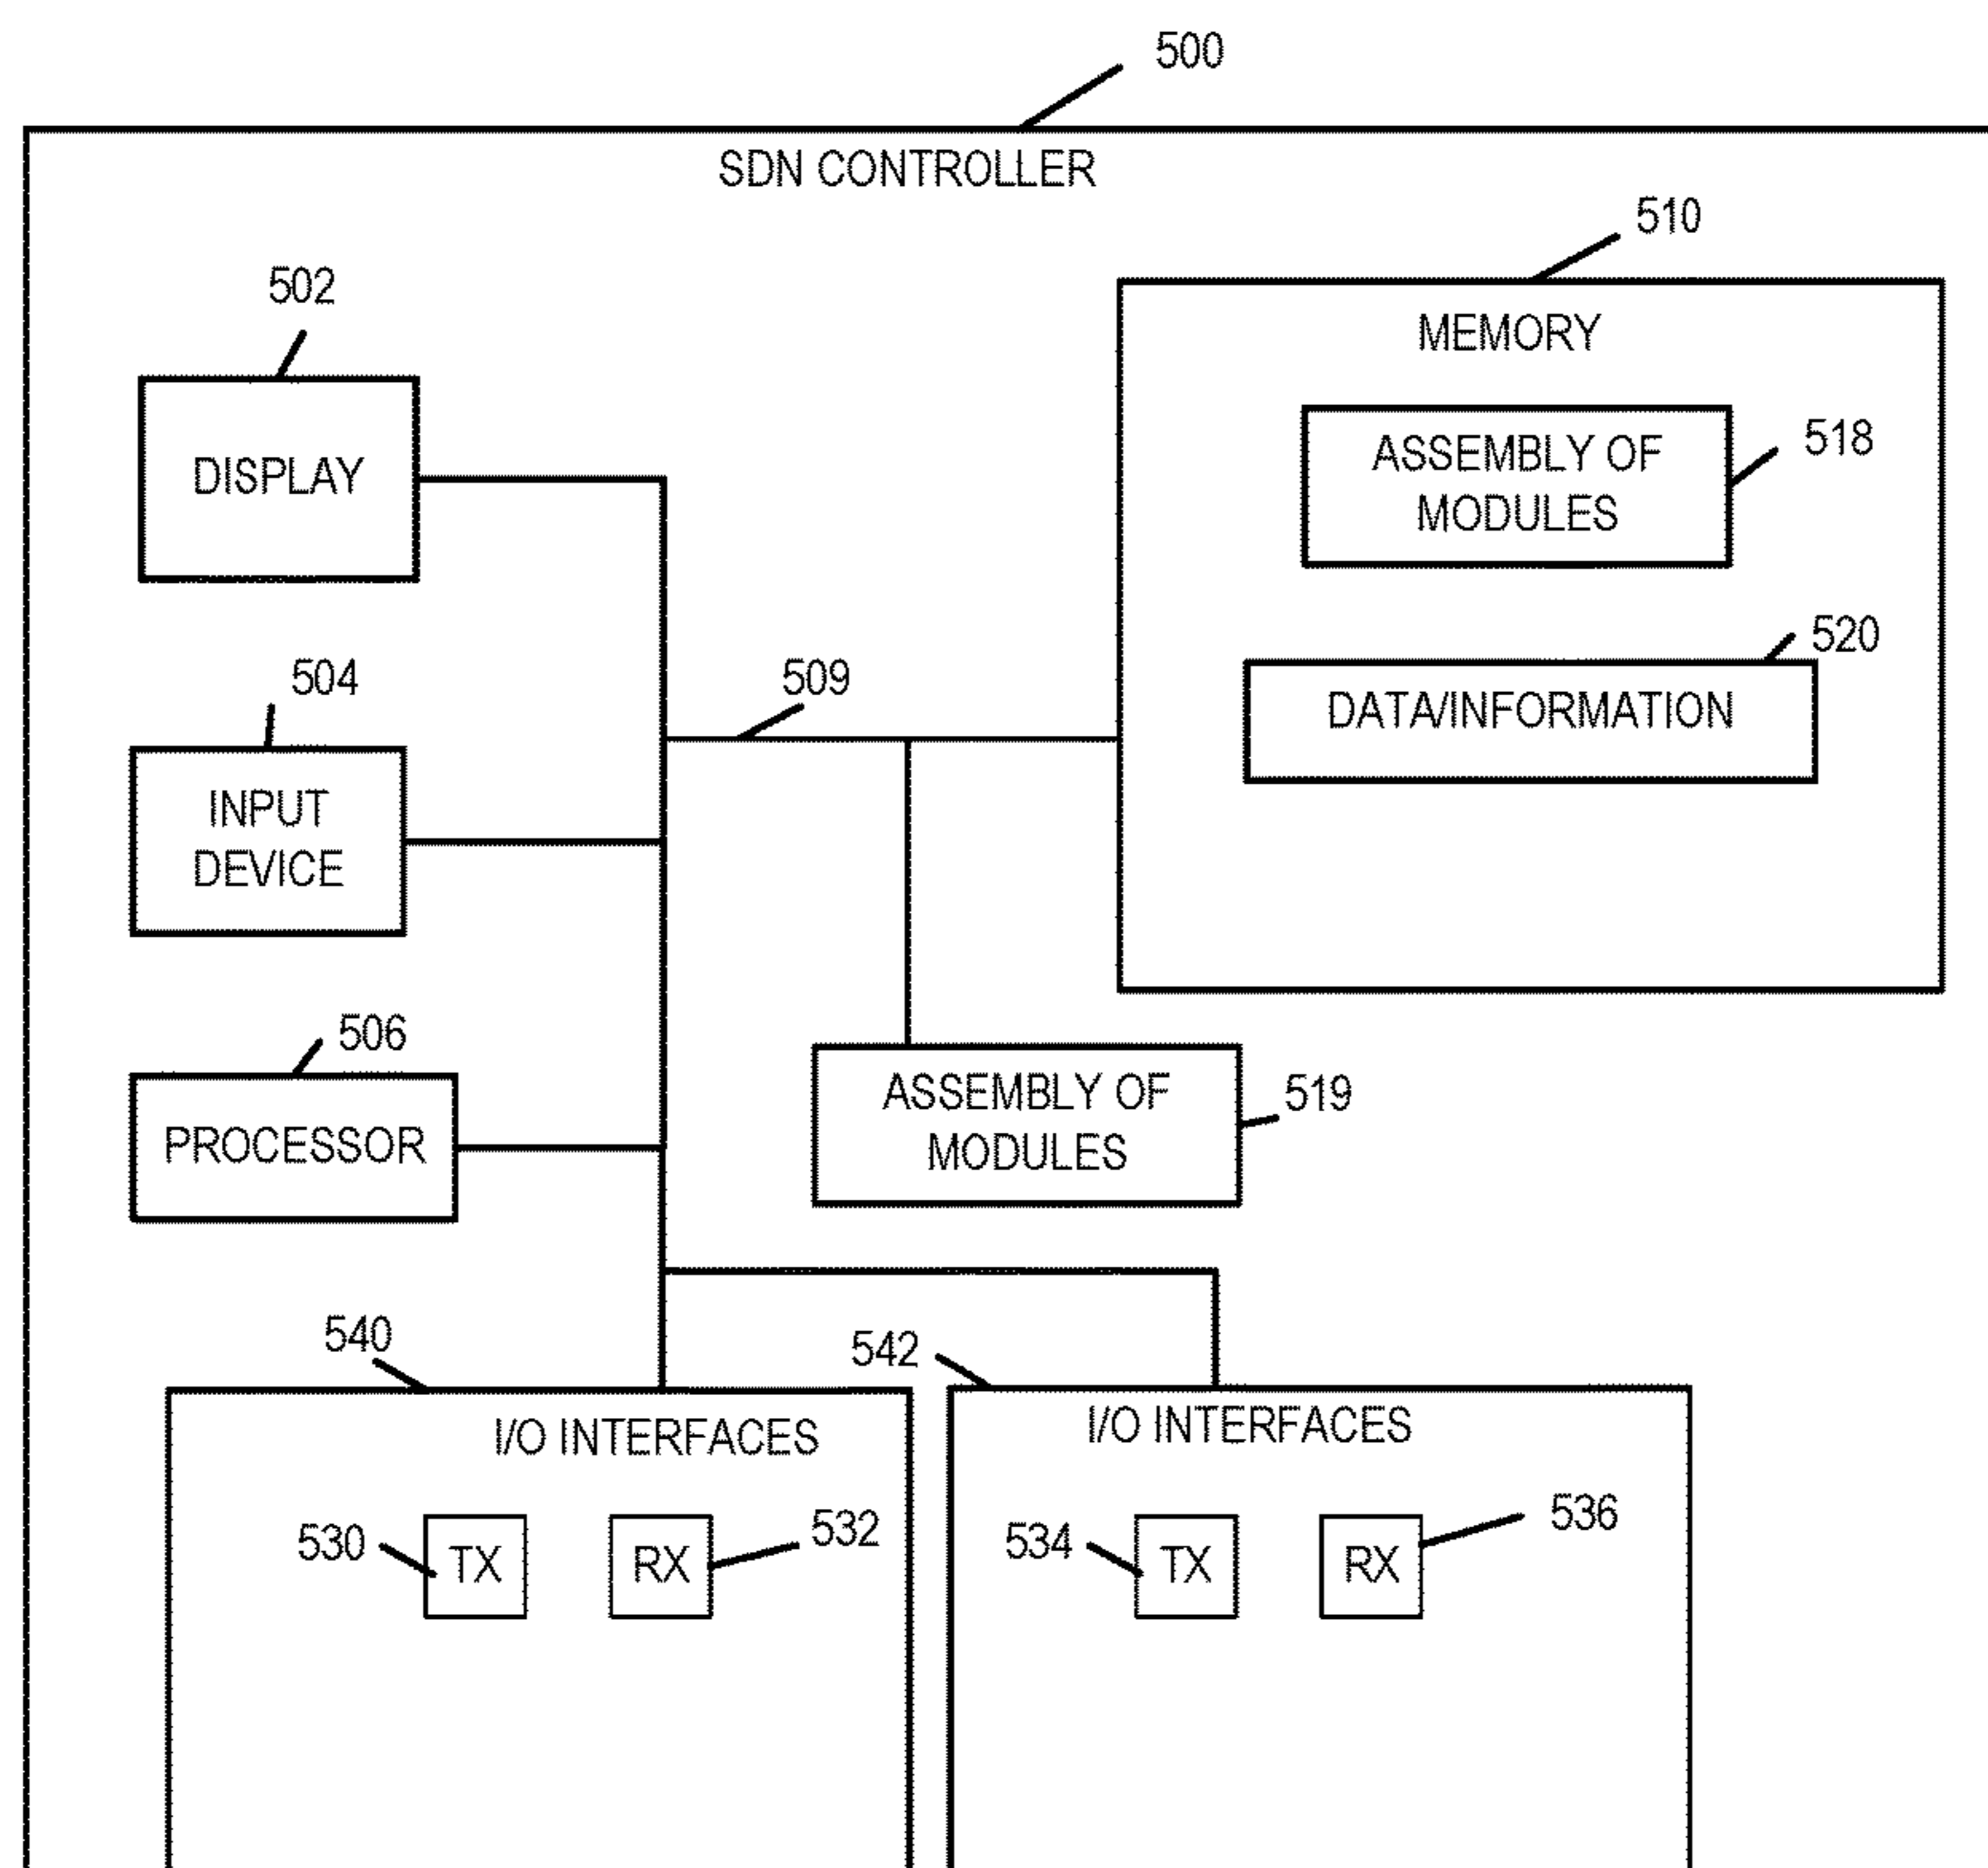 500
SDN CONTROLLER
510
502
MEMORY
DISPLAY
ASSEMBLY OF
MODULES
518
520
504
509
DATA/INFORMATION
INPUT
DEVICE
506
PROCESSOR
ASSEMBLY OF
MODULES
519
540
542
I/O INTERFACES
I/O INTERFACES
530
TX
RX
532
534
TX
RX
536